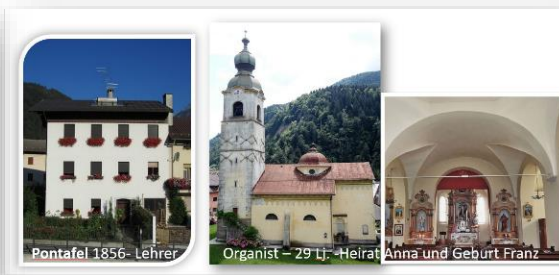 Pontafel 1856- Lehrer
Organist – 29 Lj. -Heirat Anna und Geburt Franz